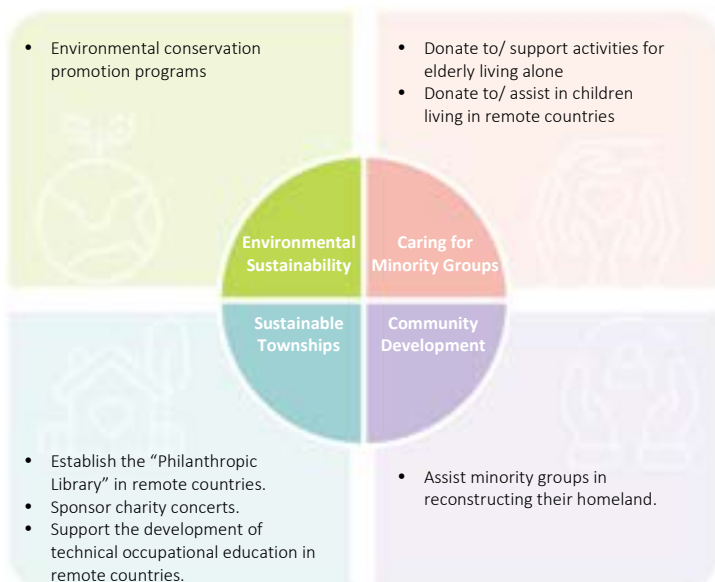 • Environmental conservation
promotion programs
• Donate to/ support activities for
elderly living alone
• Donate to/ assist in children
living in remote countries
Environmental
Sustainability
Caring for
Minority Groups
Sustainable
Townships
Community
Development
• Establish the “Philanthropic
Library” in remote countries.
• Sponsor charity concerts.
• Support the development of
technical occupational education in
remote countries.
• Assist minority groups in
reconstructing their homeland.